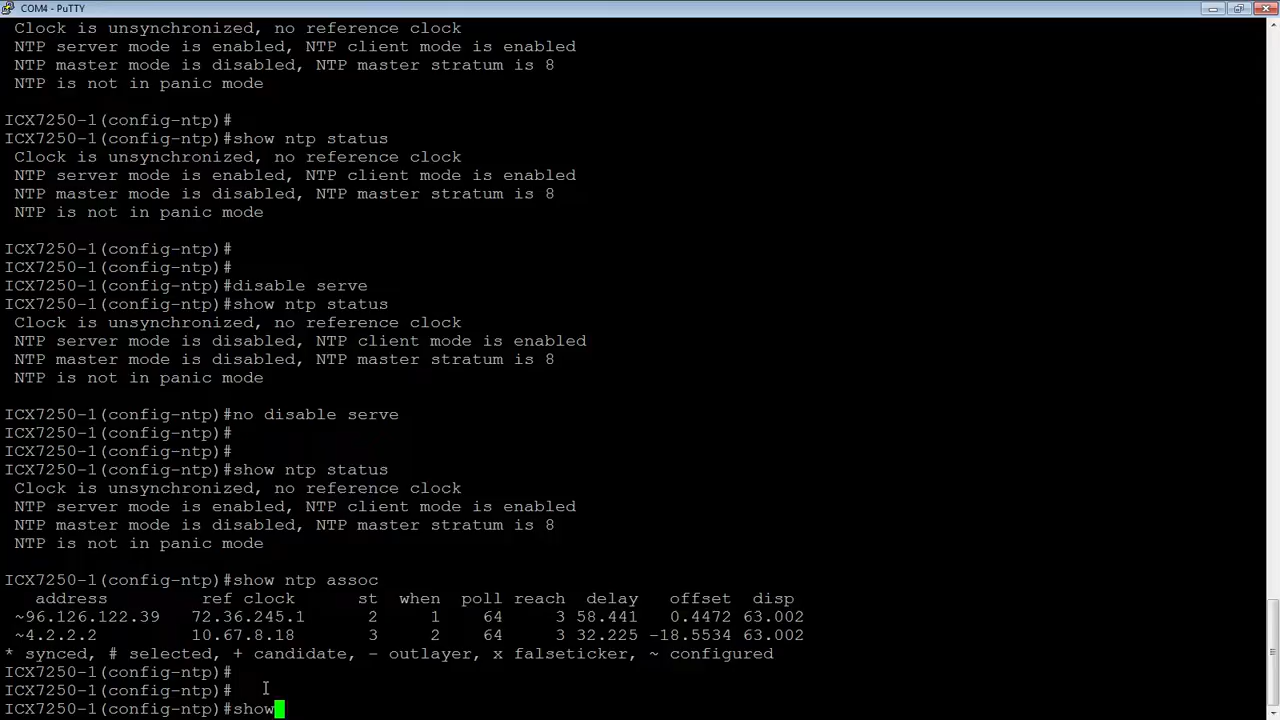 COM4 - PuTTY
Clock is unsynchronized, no reference clock
NTP server mode is enabled, NTP client mode is enabled
NTP master mode is disabled, NTP master stratum is 8
NTP is not in panic mode
ICX7250-1(config-ntp)#
ICX7250-1(config-ntp)#show ntp status
Clock is unsynchronized, no reference clock
NTP server mode is enabled, NTP client mode is enabled
NTP master mode is disabled, NTP master stratum is 8
NTP is not in panic mode
ICX7250-1(config-ntp)#
ICX7250-1(config-ntp)#
ICX7250-1(config-ntp)#disable serve
ICX7250-1(config-ntp)#show ntp status
Clock is unsynchronized, no reference clock
NTP server mode is disabled, NTP client mode is enabled
NTP master mode is disabled, NTP master stratum is 8
NTP is not in panic mode
ICX7250-1(config-ntp)#no disable serve
ICX7250-1(config-ntp)#
ICX7250-1(config-ntp)#
ICX7250-1(config-ntp)#show ntp status
Clock is unsynchronized, no reference clock
NTP server mode is enabled, NTP client mode is enabled
NTP master mode is disabled, NTP master stratum is 8
NTP is not in panic mode
ICX7250-1(config-ntp)#show ntp assoc
address ref clock st when poll reach delay offset disp
~96.126.122.39 72.36.245.1 2 1 64 3 58.441 0.4472 63.002
~4.2.2.2 10.67.8.18 3 2 64 3 32.225 -18.5534 63.002
* synced, # selected, + candidate, - outlayer, x falseticker, ~ configured
ICX7250-1(config-ntp)#
ICX7250-1(config-ntp)#
ICX7250-1(config-ntp)#show